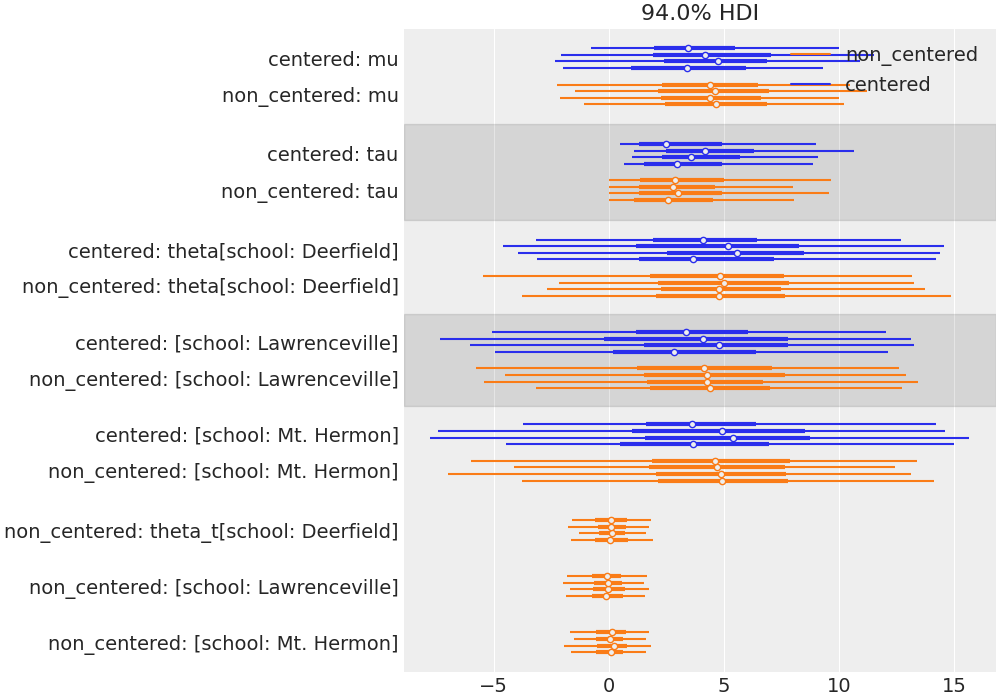 94.0% HDI
centered: mu
non_centered: mu
non_centered
centered
centered: tau
non_centered: tau
centered: theta[school: Deerfield]
non_centered: theta[school: Deerfield]
centered: [school: Lawrenceville]
non_centered: [school: Lawrenceville]
centered: [school: Mt. Hermon]
non_centered: [school: Mt. Hermon]
non_centered: theta_t[school: Deerfield]
non_centered: [school: Lawrenceville]
non_centered: [school: Mt. Hermon]
−5 0 5 10 15